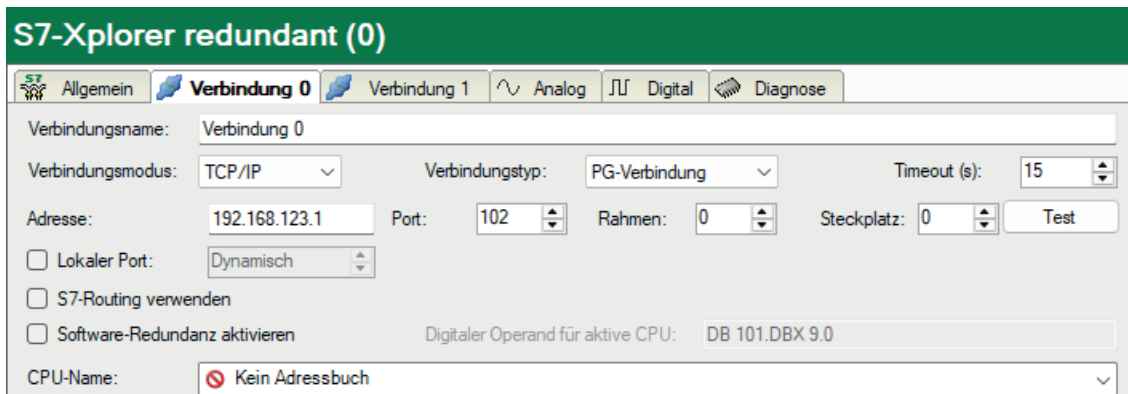 S7-Xplorer redundant (0)
S7 Allgemein Verbindung 0 Verbindung 1 Analog Digital Diagnose
Verbindungsname: Verbindung 0
Verbindungsmodus: TCP/IP Verbindungstyp: PG-Verbindung Timeout (s): 15
Adresse: 192.168.123.1 Port: 102 Rahmen: 0 Steckplatz: 0 Test
Lokaler Port: Dynamisch
S7-Routing verwenden
Software-Redundanz aktivieren Digitaler Operand für aktive CPU: DB 101.DBX 9.0
CPU-Name: Kein Adressbuch